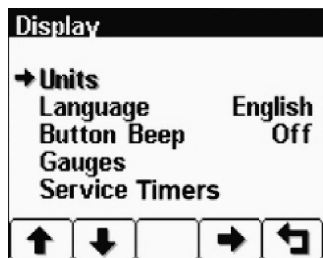 Display
Units
Language English
Button Beep Off
Gauges
Service Timers